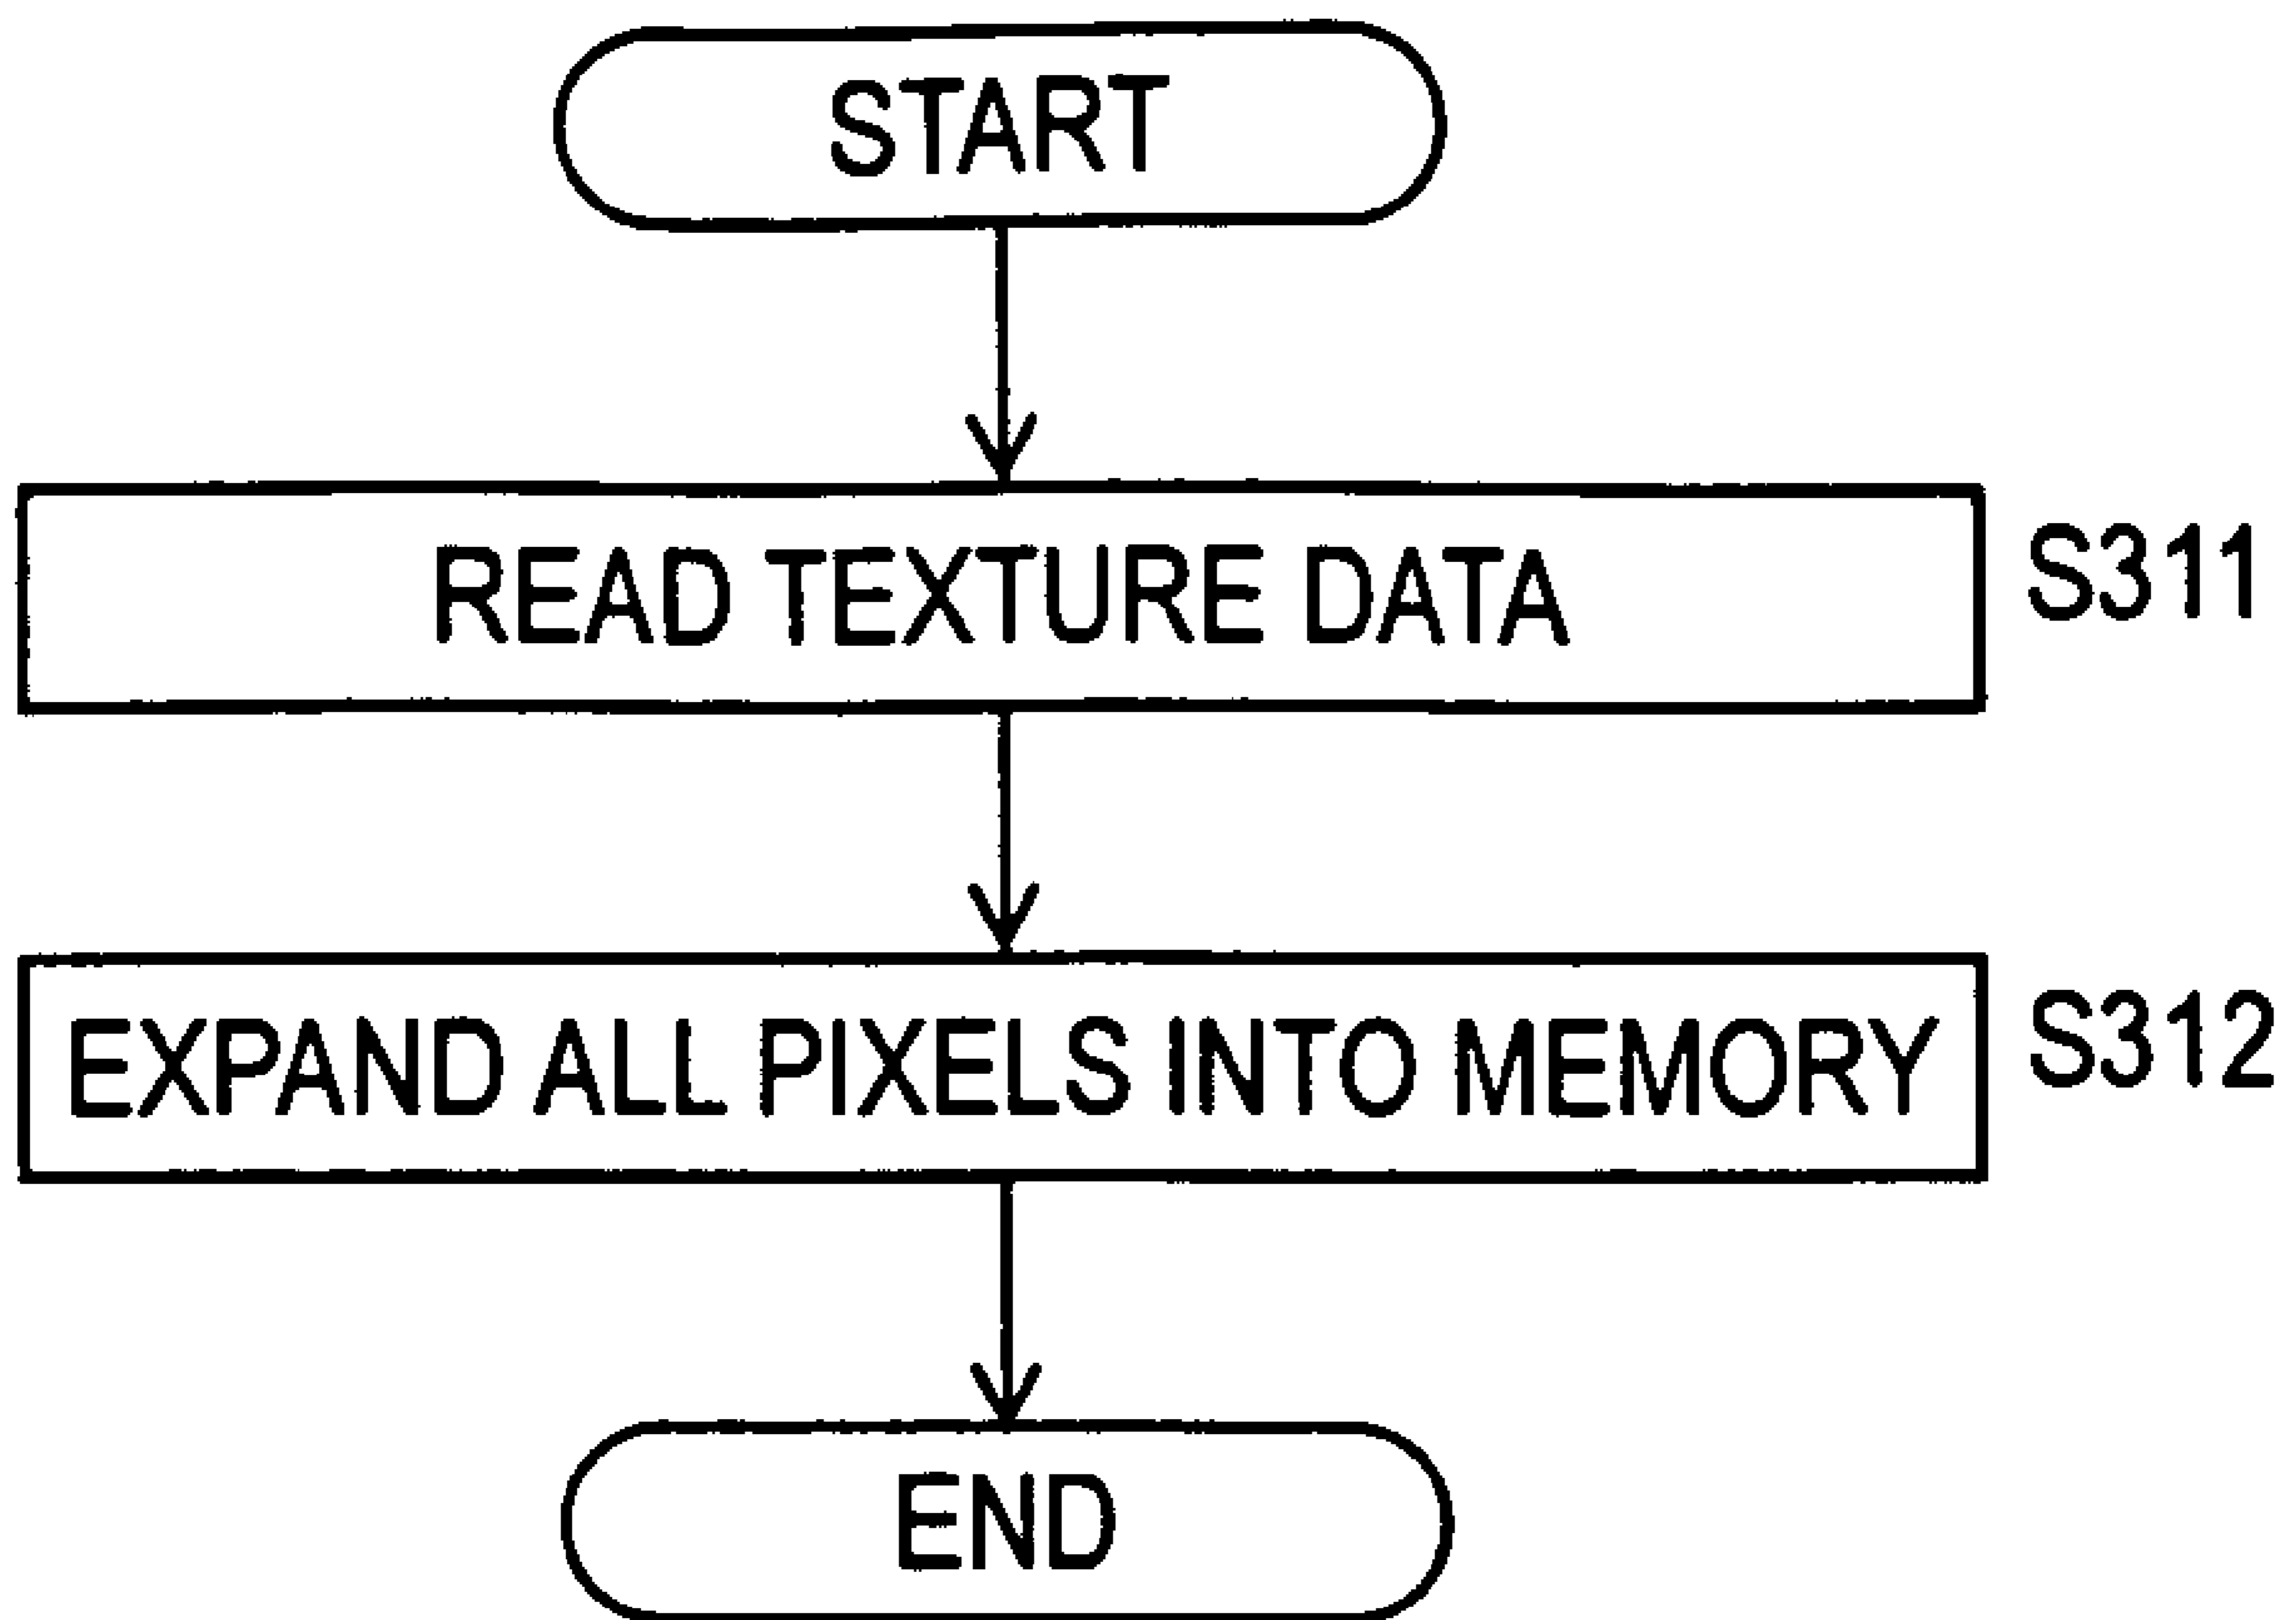 START
READ TEXTURE DATA
S311
EXPAND ALL PIXELS INTO MEMORY
S312
END